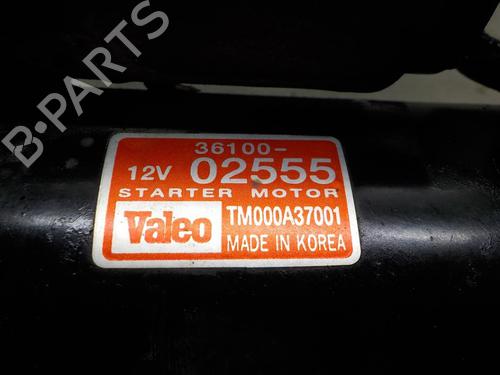 B-PARTS
36100-
12V 02555
STARTER MOTOR
Valeo TM000A37001
MADE IN KOREA